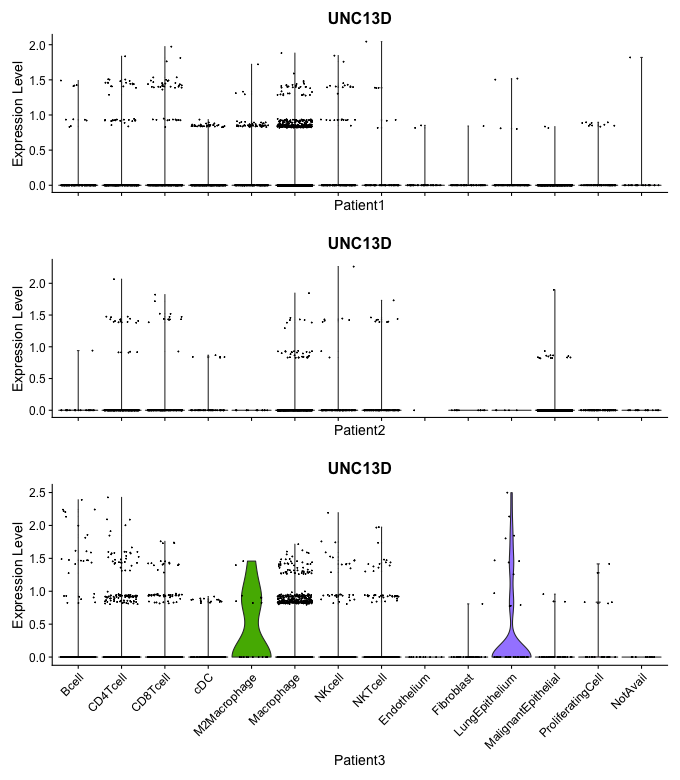 UNC13D
Expression Level
2.0
1.5
1.0
0.5
0.0
Patient1
UNC13D
Expression Level
2.0
1.5
1.0
0.5
0.0
Patient2
UNC13D
Expression Level
2.5
2.0
1.5
1.0
0.5
0.0
Bcell
CD4Tcell
CD8Tcell
cDC
M2Macrophage
Macrophage
NKcell
NKTcell
Endothelium
Fibroblast
LungEpithelium
MalignantEpithelial
ProliferatingCell
NotAvail
Patient3